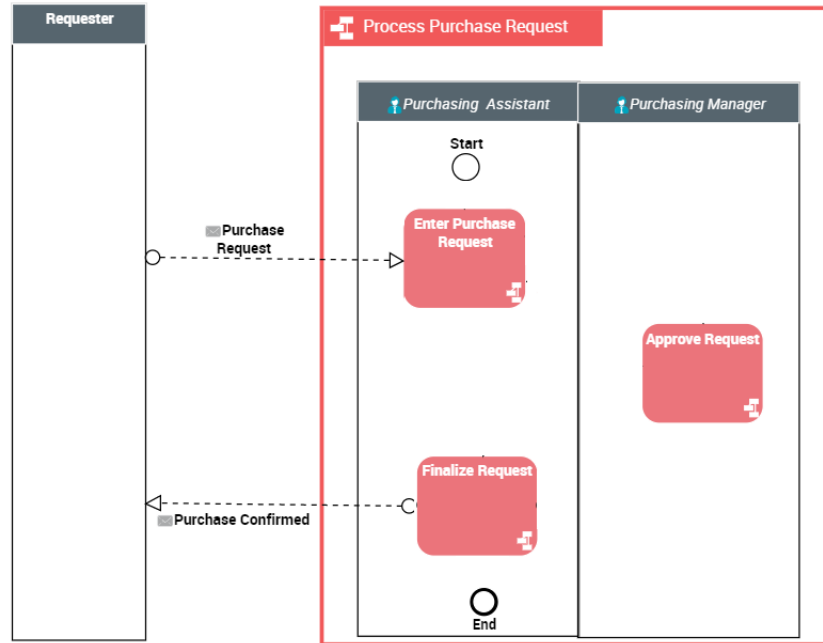 Requester
Process Purchase Request
Purchasing Assistant
Purchasing Manager
Start
Enter Purchase
Request
Purchase
Request
Approve Request
Finalize Request
Purchase Confirmed
End